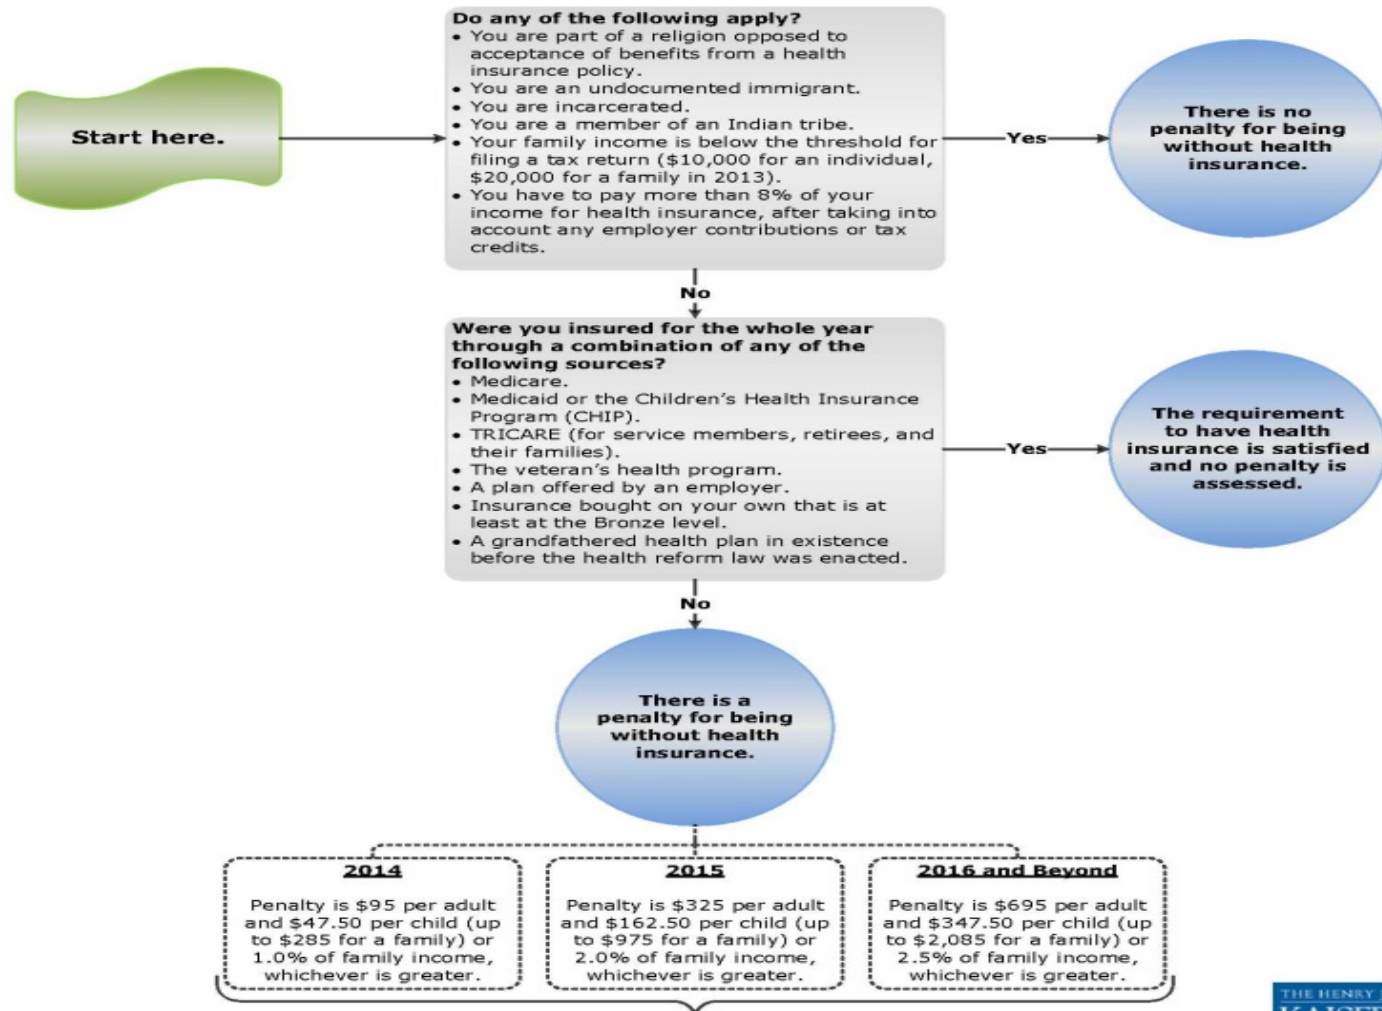 Start here.
Do any of the following apply?
• You are part of a religion opposed to
acceptance of benefits from a health
insurance policy.
• You are an undocumented immigrant.
• You are incarcerated.
• You are a member of an Indian tribe.
• Your family income is below the threshold for
filing a tax return ($10,000 for an individual,
$20,000 for a family in 2013).
• You have to pay more than 8% of your
income for health insurance, after taking into
account any employer contributions or tax
credits.
Yes
There is no
penalty for being
without health
insurance.
No
Were you insured for the whole year
through a combination of any of the
following sources?
• Medicare.
• Medicaid or the Children's Health Insurance
Program (CHIP).
• TRICARE (for service members, retirees, and
their families).
• The veteran's health program.
• A plan offered by an employer.
• Insurance bought on your own that is at
least at the Bronze level.
• A grandfathered health plan in existence
before the health reform law was enacted.
Yes
The requirement
to have health
insurance is satisfied
and no penalty is
assessed.
No
There is a
penalty for being
without health
insurance.
2014
Penalty is $95 per adult
and $47.50 per child (up
to $285 for a family) or
1.0% of family income,
whichever is greater.
2015
Penalty is $325 per adult
and $162.50 per child (up
to $975 for a family) or
2.0% of family income,
whichever is greater.
2016 and Beyond
Penalty is $695 per adult
and $347.50 per child (up
to $2,085 for a family) or
2.5% of family income,
whichever is greater.
THE HENRY